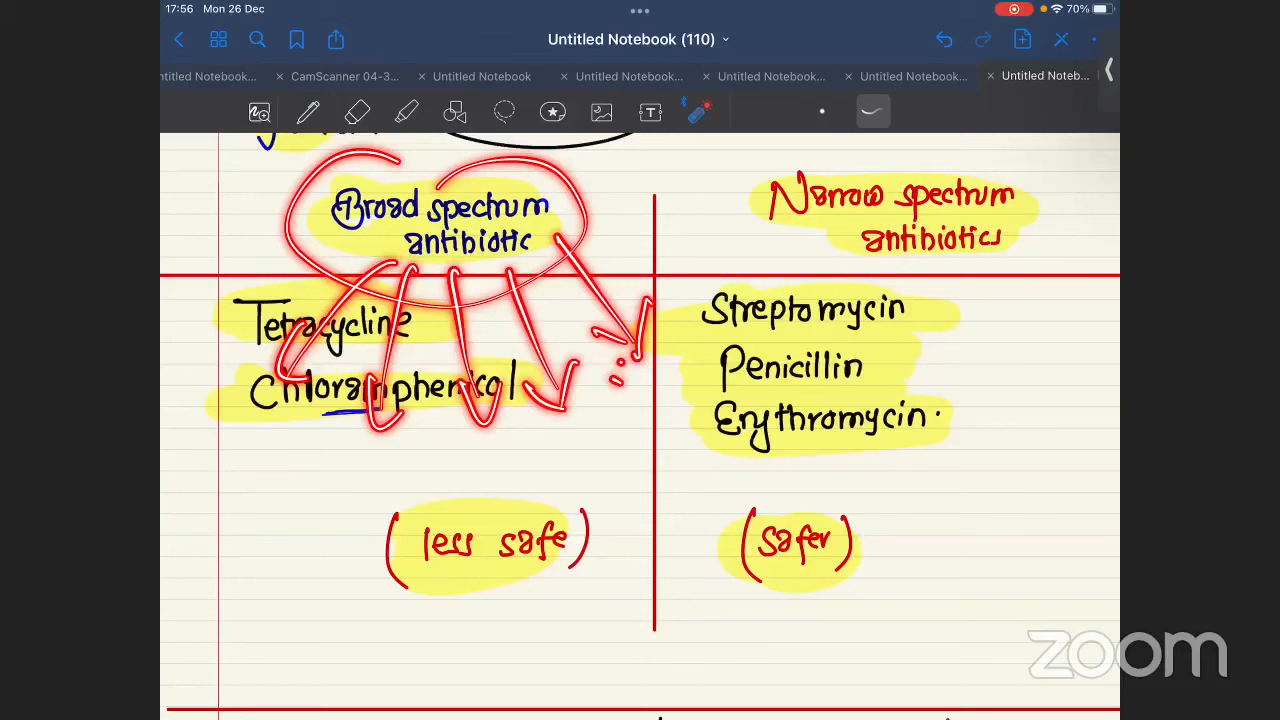 17:56 Mon 26 Dec
70%
Untitled Notebook (110)
ntitled Notebook...
CamScanner 04-3...
Untitled Notebook
Untitled Notebook...
Untitled Notebook...
Untitled Notebook...
Untitled Noteb...
Broad spectrum
antibiotic
Narrow spectrum
antibiotics
Tetracycline
Chloramphenicol
Streptomycin
Penicillin
Erythromycin.
(less safe)
(safer)
zoom